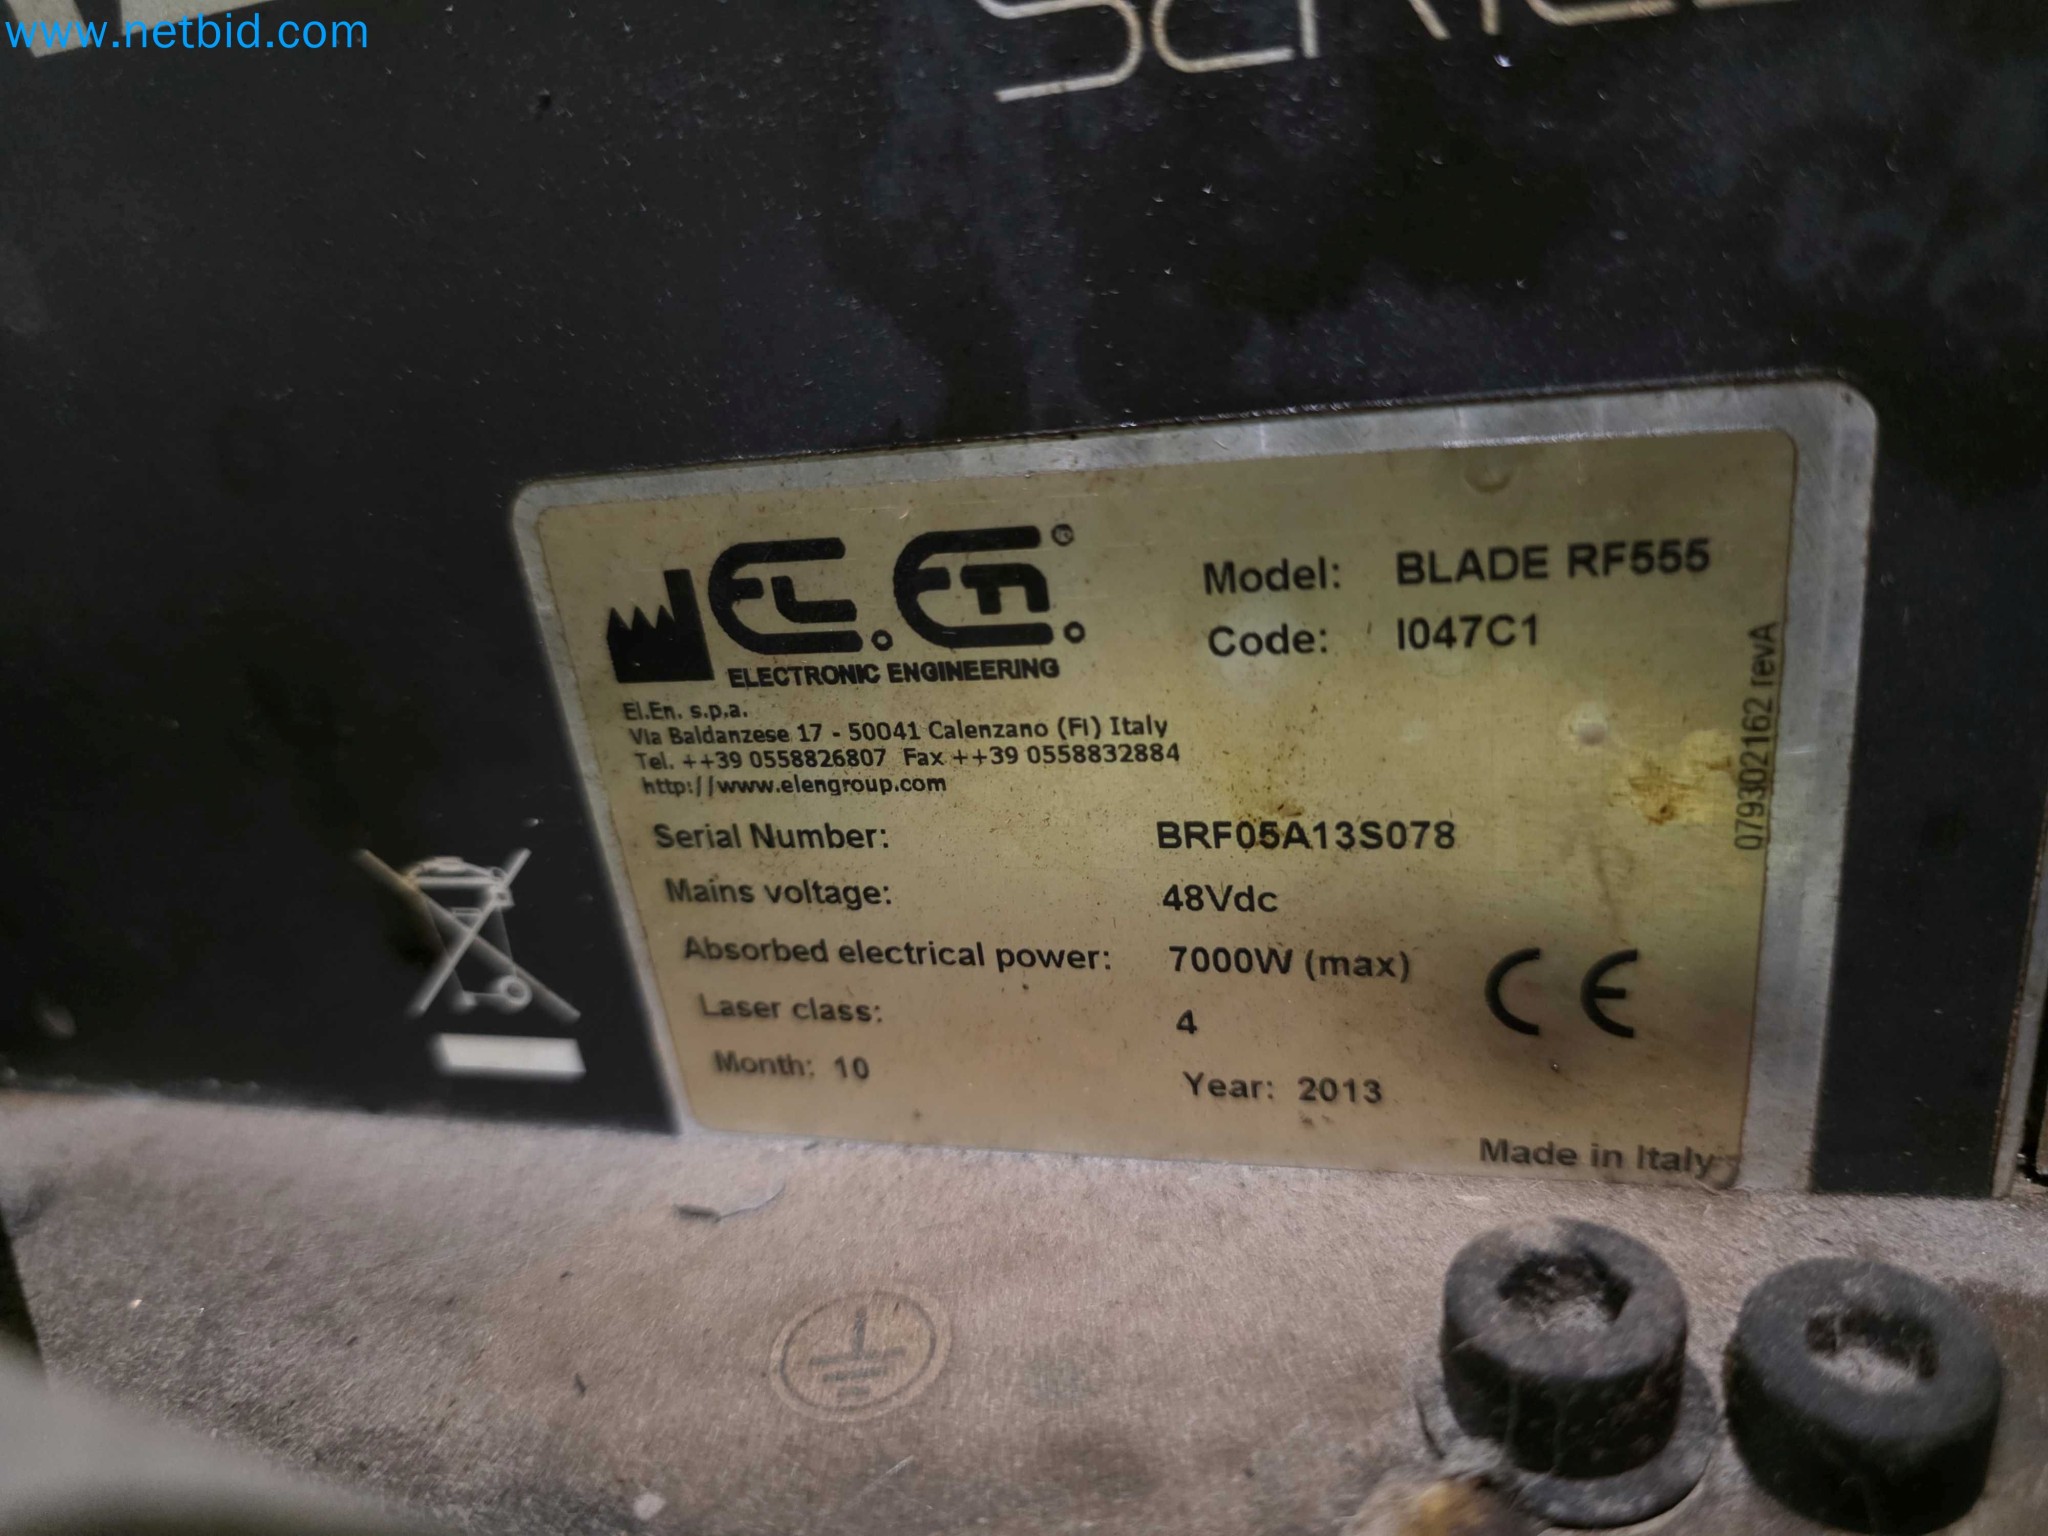 www.netbid.com
EL.En.®
ELECTRONIC ENGINEERING
El.En. s.p.a.
Via Baldanzese 17 - 50041 Calenzano (FI) Italy
Tel. ++39 0558826807 Fax ++39 0558832884
http://www.elengroup.com
Model: BLADE RF555
Code: I047C1
079302162 revA
Serial Number: BRF05A13S078
Mains voltage: 48Vdc
Absorbed electrical power: 7000W (max)
Laser class: 4
CE
Month: 10 Year: 2013
Made in Italy